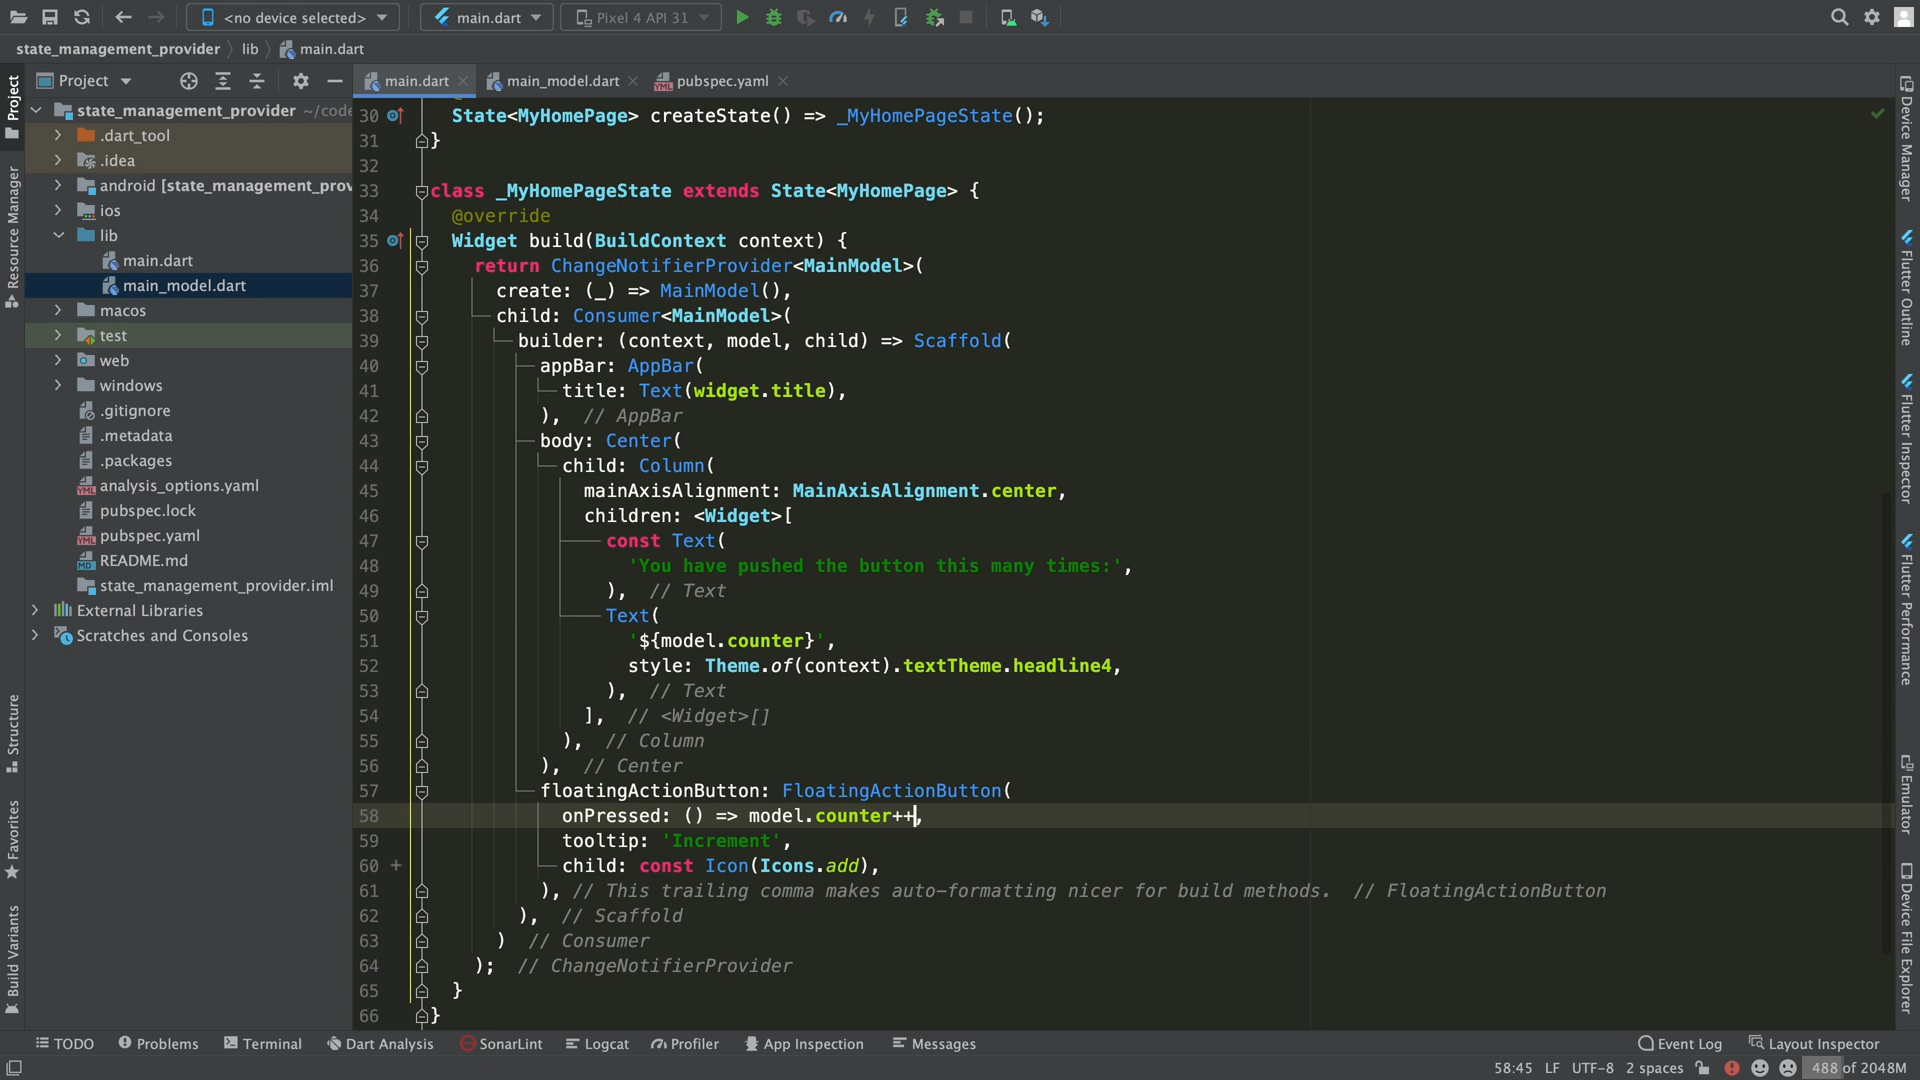 <no device selected>
main.dart
Pixel 4 API 31
state_management_provider
lib
main.dart
Project
main.dart
main_model.dart
pubspec.yaml
state_management_provider ~/code
.dart_tool
.idea
android [state_management_prov
ios
lib
main.dart
main_model.dart
macos
test
web
windows
.gitignore
.metadata
.packages
analysis_options.yaml
pubspec.lock
pubspec.yaml
README.md
state_management_provider.iml
External Libraries
Scratches and Consoles
Project
Resource Manager
Structure
Favorites
Build Variants
30 State<MyHomePage> createState() => _MyHomePageState();
31 }
32
33 class _MyHomePageState extends State<MyHomePage> {
34 @override
35 Widget build(BuildContext context) {
36 return ChangeNotifierProvider<MainModel>(
37 create: (_) => MainModel(),
38 child: Consumer<MainModel>(
39 builder: (context, model, child) => Scaffold(
40 appBar: AppBar(
41 title: Text(widget.title),
42 ), // AppBar
43 body: Center(
44 child: Column(
45 mainAxisAlignment: MainAxisAlignment.center,
46 children: <Widget>[
47 const Text(
48 'You have pushed the button this many times:',
49 ), // Text
50 Text(
51 '${model.counter}',
52 style: Theme.of(context).textTheme.headline4,
53 ), // Text
54 ], // <Widget>[]
55 ), // Column
56 ), // Center
57 floatingActionButton: FloatingActionButton(
58 onPressed: () => model.counter++,
59 tooltip: 'Increment',
60 child: const Icon(Icons.add),
61 ), // This trailing comma makes auto-formatting nicer for build methods. // FloatingActionButton
62 ), // Scaffold
63 ) // Consumer
64 ); // ChangeNotifierProvider
65 }
66 }
Device Manager
Flutter Outline
Flutter Inspector
Flutter Performance
Emulator
Device File Explorer
TODO
Problems
Terminal
Dart Analysis
SonarLint
Logcat
Profiler
App Inspection
Messages
Event Log
Layout Inspector
58:45
LF
UTF-8
2 spaces
488 of 2048M